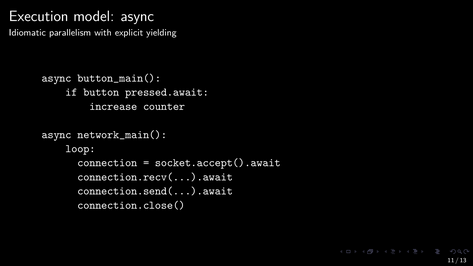 Execution model: async
Idiomatic parallelism with explicit yielding
async button_main():
    if button pressed.await:
        increase counter
async network_main():
    loop:
      connection = socket.accept().await
      connection.recv(...).await
      connection.send(...).await
      connection.close()
11 / 13